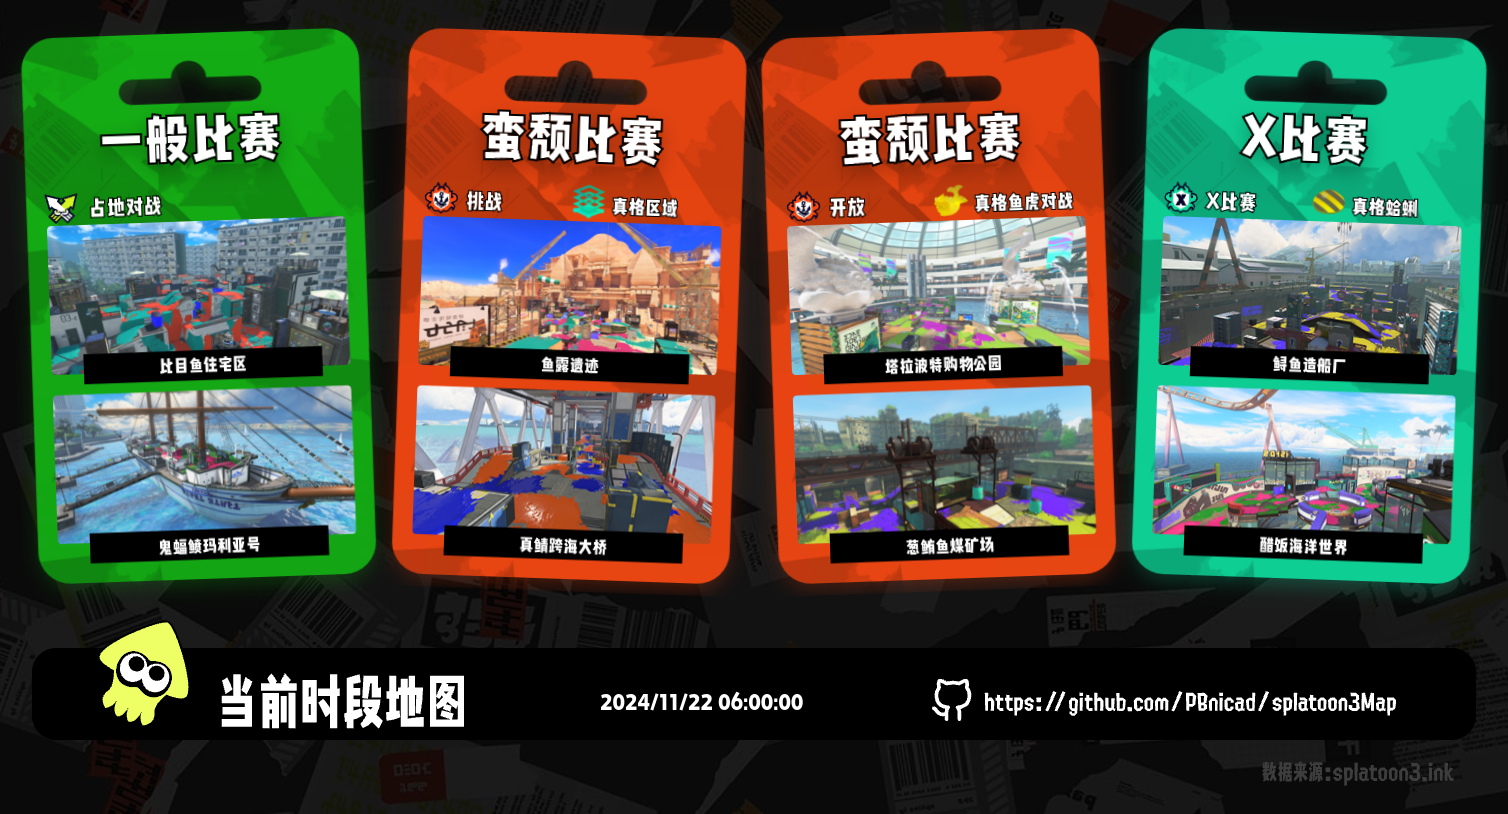 一般比赛
占地对战
比目鱼住宅区
鬼蝠鲼玛利亚号
蛮颓比赛
挑战
真格区域
鱼露遗迹
真鲭跨海大桥
蛮颓比赛
开放
真格鱼虎对战
塔拉波特购物公园
葱鲔鱼煤矿场
X比赛
X比赛
真格蛤蜊
鲟鱼造船厂
醋饭海洋世界
当前时段地图
2024/11/22 06:00:00
https://github.com/PBnicad/splatoon3Map
数据来源:splatoon3.ink